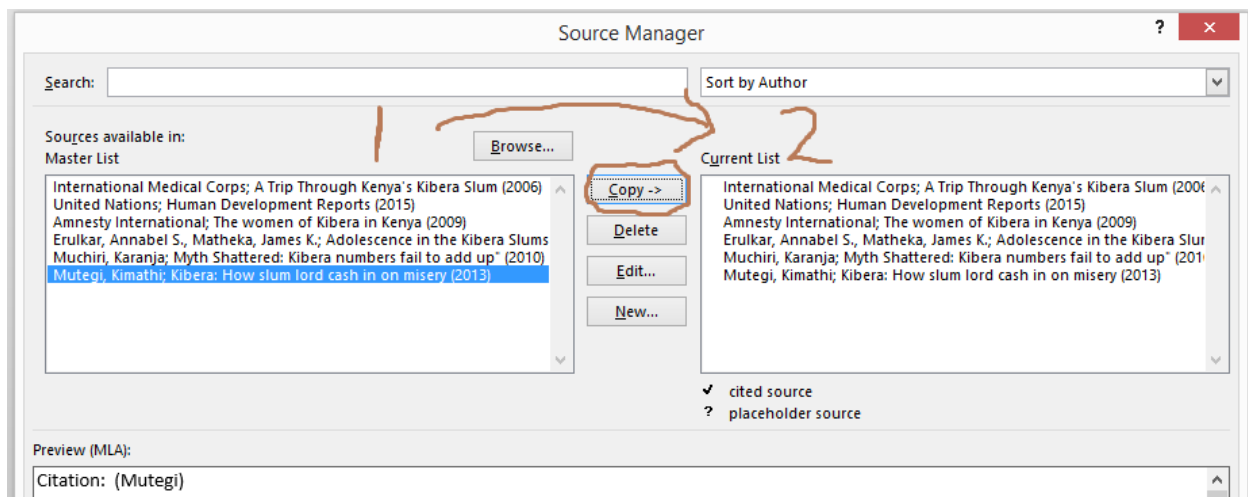 Source Manager ?
Search: Sort by Author
1 2
Sources available in:
Master List
Browse...
Current List
International Medical Corps; A Trip Through Kenya's Kibera Slum (2006)
United Nations; Human Development Reports (2015)
Amnesty International; The women of Kibera in Kenya (2009)
Erulkar, Annabel S., Matheka, James K.; Adolescence in the Kibera Slums
Muchiri, Karanja; Myth Shattered: Kibera numbers fail to add up" (2010)
Mutegi, Kimathi; Kibera: How slum lord cash in on misery (2013)
Copy ->
Delete
Edit...
New...
International Medical Corps; A Trip Through Kenya's Kibera Slum (2006
United Nations; Human Development Reports (2015)
Amnesty International; The women of Kibera in Kenya (2009)
Erulkar, Annabel S., Matheka, James K.; Adolescence in the Kibera Slur
Muchiri, Karanja; Myth Shattered: Kibera numbers fail to add up" (201
Mutegi, Kimathi; Kibera: How slum lord cash in on misery (2013)
✓ cited source
? placeholder source
Preview (MLA):
Citation: (Mutegi)